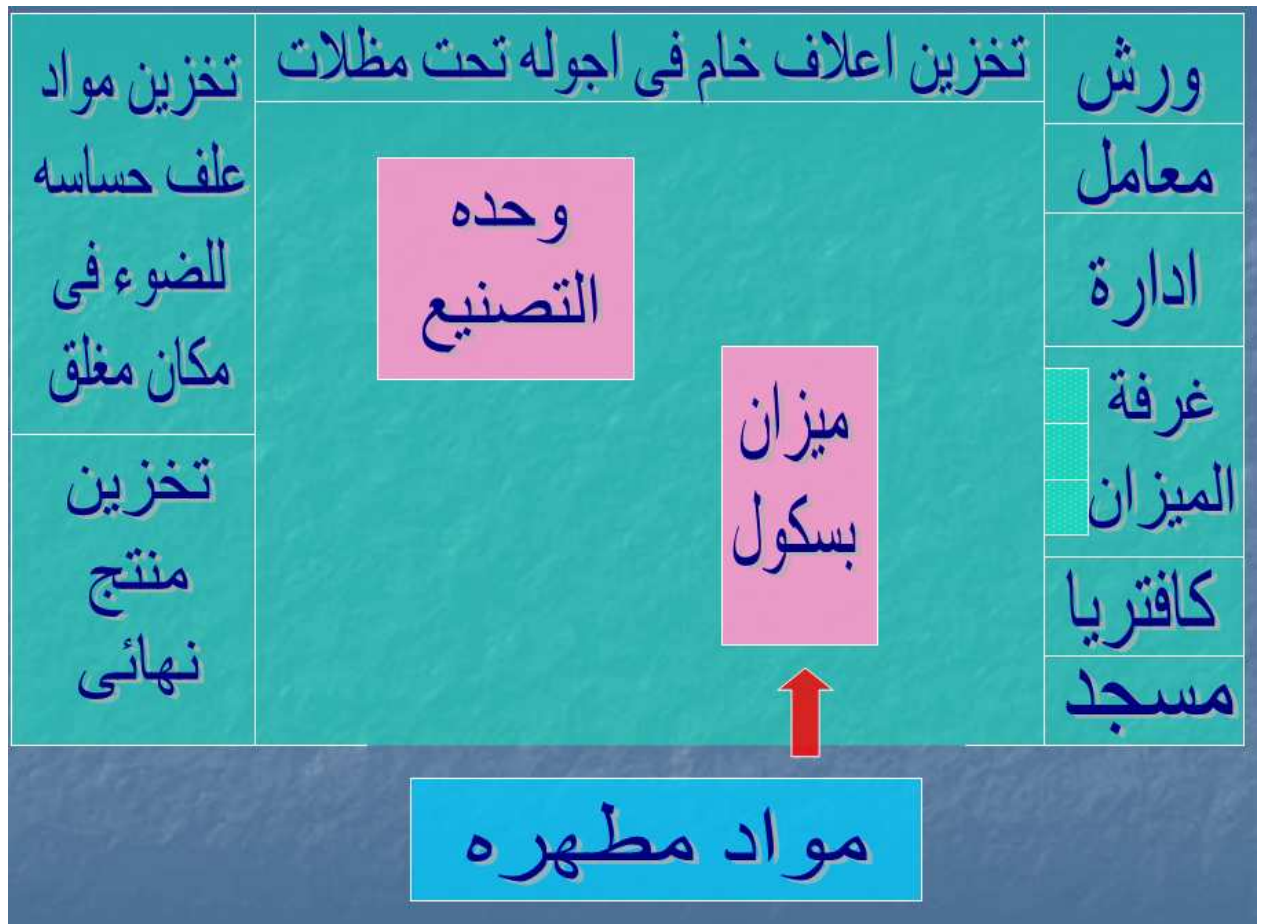 تخزين اعلاف خام فى اجوله تحت مظلات
ورش
معامل
ادارة
غرفة
الميزان
كافتريا
مسجد
وحده
التصنيع
ميزان
بسكول
تخزين مواد
علف حساسه
للضوء فى
مكان مغلق
تخزين
منتج
نهائى
مواد مطهره